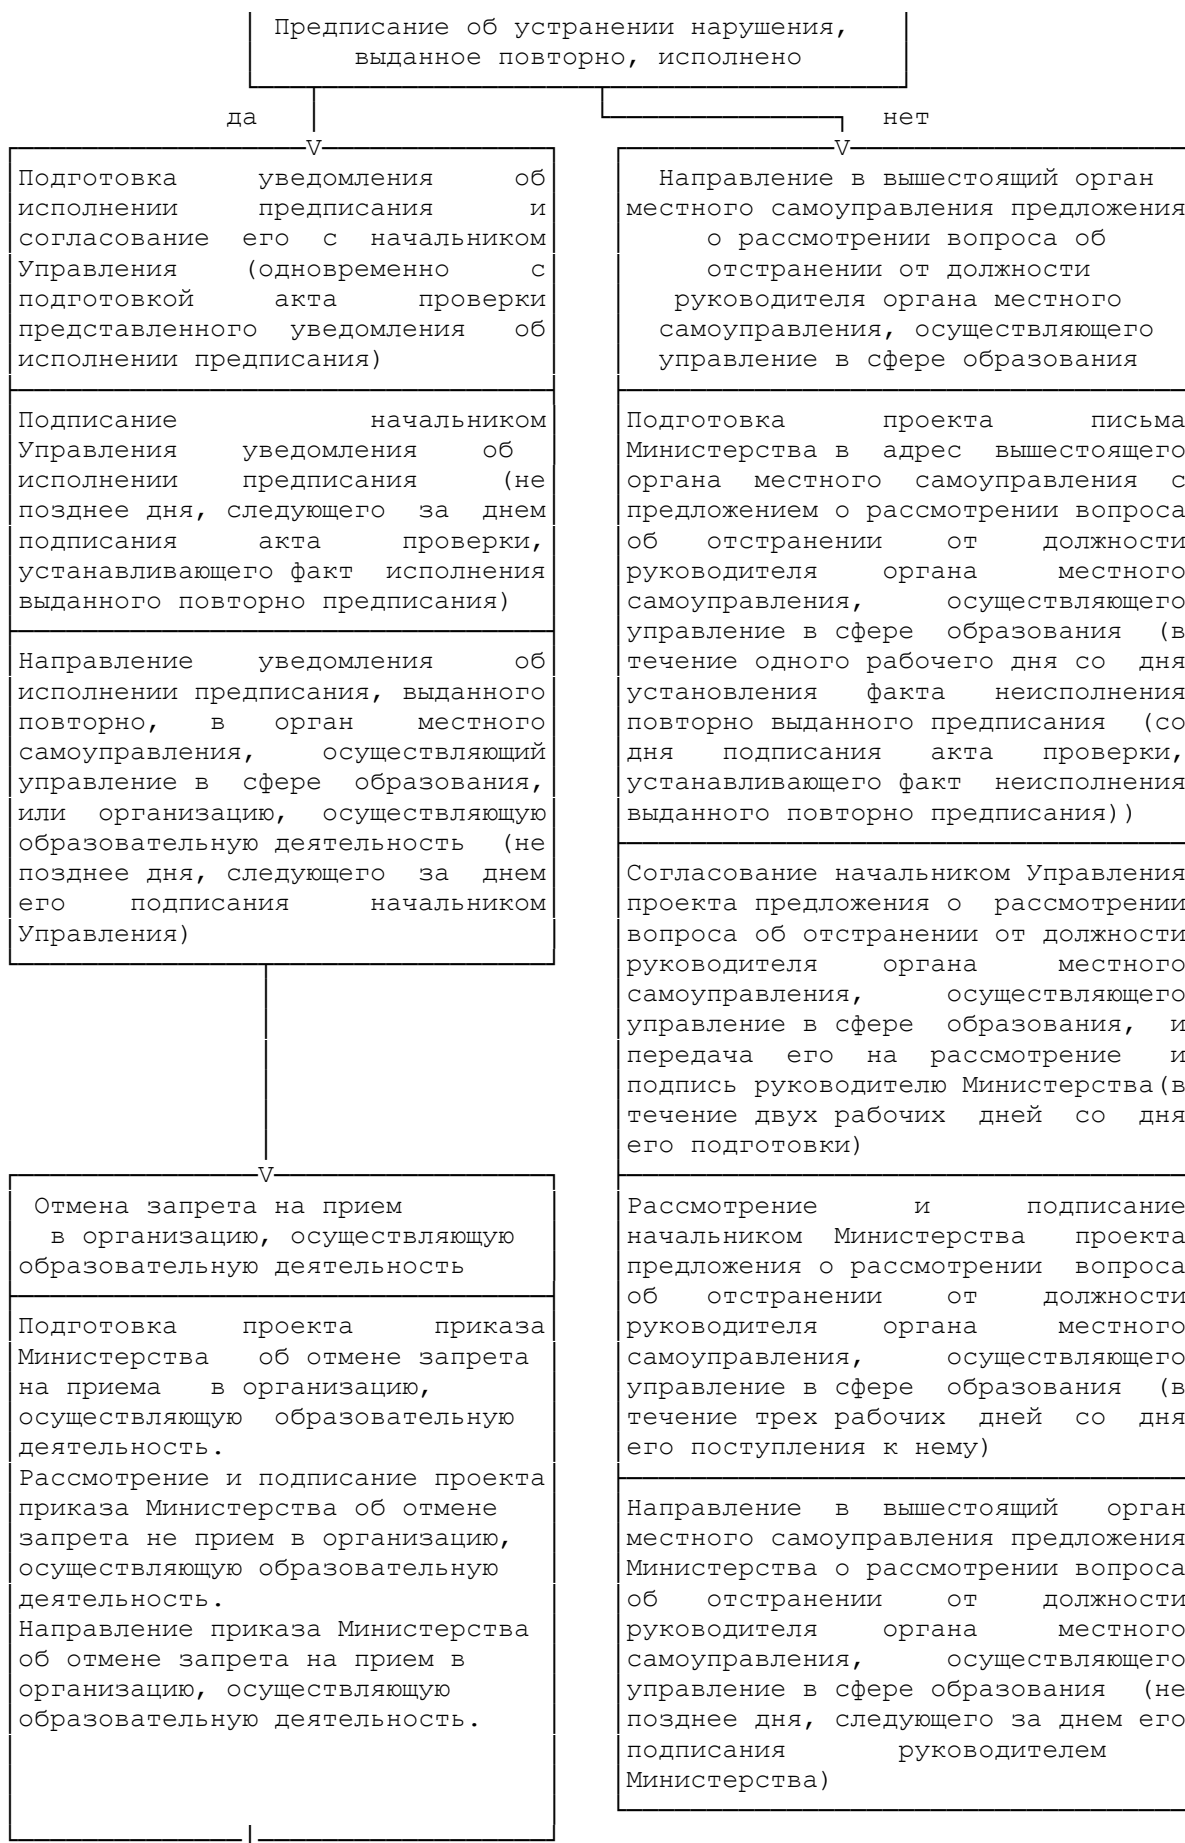 Предписание об устранении нарушения,
выданное повторно, исполнено
да
нет
V
Подготовка уведомления об
исполнении предписания и
согласование его с начальником
Управления (одновременно с
подготовкой акта проверки
представленного уведомления об
исполнении предписания)
Подписание начальником
Управления уведомления об
исполнении предписания (не
позднее дня, следующего за днем
подписания акта проверки,
устанавливающего факт исполнения
выданного повторно предписания)
Направление уведомления об
исполнении предписания, выданного
повторно, в орган местного
самоуправления, осуществляющий
управление в сфере образования,
или организацию, осуществляющую
образовательную деятельность (не
позднее дня, следующего за днем
его подписания начальником
Управления)
V
Отмена запрета на прием
в организацию, осуществляющую
образовательную деятельность
Подготовка проекта приказа
Министерства об отмене запрета
на приема в организацию,
осуществляющую образовательную
деятельность.
Рассмотрение и подписание проекта
приказа Министерства об отмене
запрета не прием в организацию,
осуществляющую образовательную
деятельность.
Направление приказа Министерства
об отмене запрета на прием в
организацию, осуществляющую
образовательную деятельность.
V
Направление в вышестоящий орган
местного самоуправления предложения
о рассмотрении вопроса об
отстранении от должности
руководителя органа местного
самоуправления, осуществляющего
управление в сфере образования
Подготовка проекта письма
Министерства в адрес вышестоящего
органа местного самоуправления с
предложением о рассмотрении вопроса
об отстранении от должности
руководителя органа местного
самоуправления, осуществляющего
управление в сфере образования (в
течение одного рабочего дня со дня
установления факта неисполнения
повторно выданного предписания (со
дня подписания акта проверки,
устанавливающего факт неисполнения
выданного повторно предписания))
Согласование начальником Управления
проекта предложения о рассмотрении
вопроса об отстранении от должности
руководителя органа местного
самоуправления, осуществляющего
управление в сфере образования, и
передача его на рассмотрение и
подпись руководителю Министерства(в
течение двух рабочих дней со дня
его подготовки)
Рассмотрение и подписание
начальником Министерства проекта
предложения о рассмотрении вопроса
об отстранении от должности
руководителя органа местного
самоуправления, осуществляющего
управление в сфере образования (в
течение трех рабочих дней со дня
его поступления к нему)
Направление в вышестоящий орган
местного самоуправления предложения
Министерства о рассмотрении вопроса
об отстранении от должности
руководителя органа местного
самоуправления, осуществляющего
управление в сфере образования (не
позднее дня, следующего за днем его
подписания руководителем
Министерства)